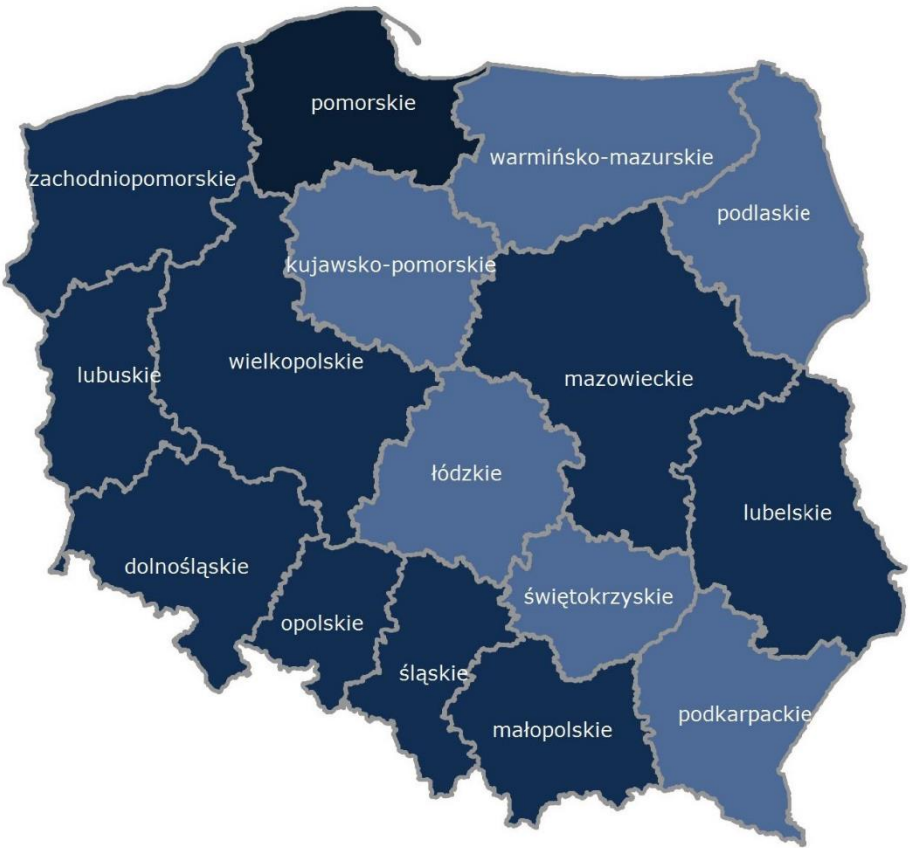 pomorskie
warmińsko-mazurskie
zachodniopomorskie
podlaskie
kujawsko-pomorskie
wielkopolskie
lubuskie
mazowieckie
łódzkie
lubelskie
dolnośląskie
świętokrzyskie
opolskie
śląskie
podkarpackie
małopolskie